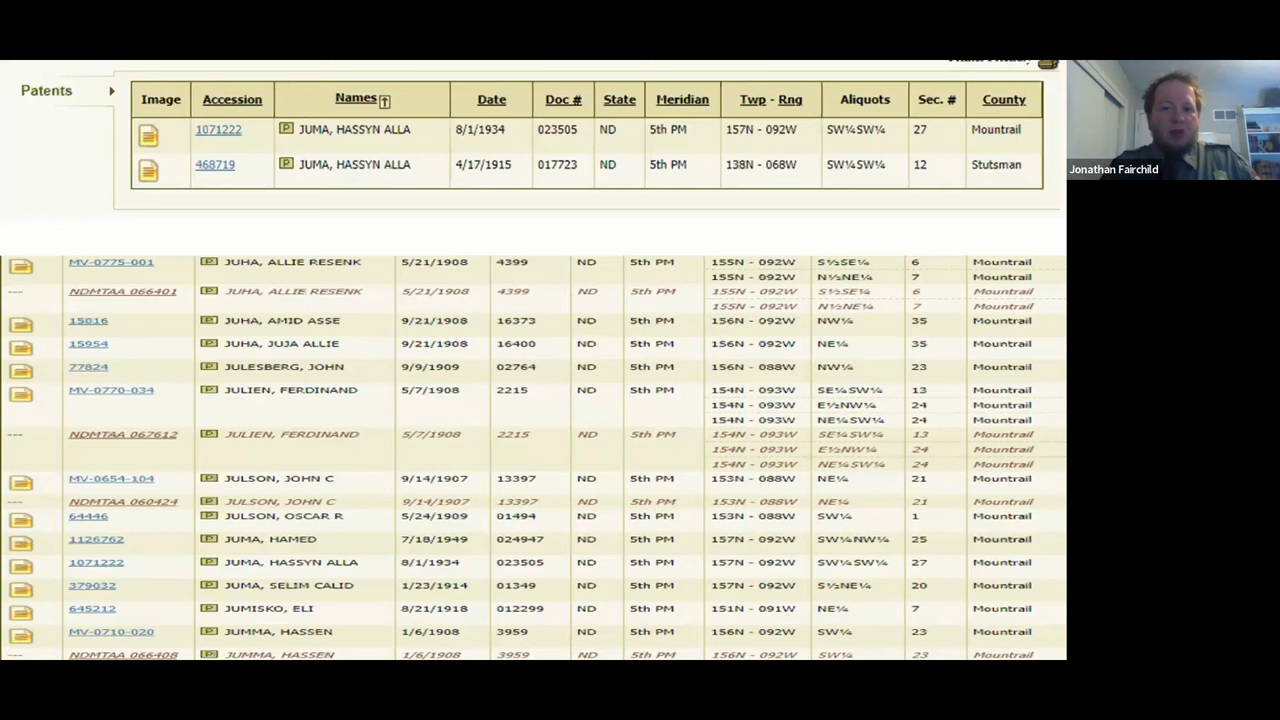 Patents
Image Accession Names Date Doc # State Meridian Twp - Rng Aliquots Sec. # County
1071222 P JUMA, HASSYN ALLA 8/1/1934 023505 ND 5th PM 157N - 092W SW¼SW¼ 27 Mountrail
468719 P JUMA, HASSYN ALLA 4/17/1915 017723 ND 5th PM 138N - 068W SW¼SW¼ 12 Stutsman
Jonathan Fairchild
MV-0775-001 P JUHA, ALLIE RESENK 5/21/1908 4399 ND 5th PM 155N - 092W S½SE¼ 6 Mountrail
155N - 092W N½NE¼ 7 Mountrail
--- NDMTAA 066401 P JUHA, ALLIE RESENK 5/21/1908 4399 ND 5th PM 155N - 092W S½SE¼ 6 Mountrail
155N - 092W N½NE¼ 7 Mountrail
15016 P JUHA, AMID ASSE 9/21/1908 16373 ND 5th PM 156N - 092W NW¼ 35 Mountrail
15954 P JUHA, JUJA ALLIE 9/21/1908 16400 ND 5th PM 156N - 092W NE¼ 35 Mountrail
77824 P JULESBERG, JOHN 9/9/1909 02764 ND 5th PM 156N - 088W NW¼ 23 Mountrail
MV-0770-034 P JULIEN, FERDINAND 5/7/1908 2215 ND 5th PM 154N - 093W SE¼SW¼ 13 Mountrail
154N - 093W E½NW¼ 24 Mountrail
154N - 093W NE¼SW¼ 24 Mountrail
--- NDMTAA 067612 P JULIEN, FERDINAND 5/7/1908 2215 ND 5th PM 154N - 093W SE¼SW¼ 13 Mountrail
154N - 093W E½NW¼ 24 Mountrail
154N - 093W NE¼SW¼ 24 Mountrail
MV-0654-104 P JULSON, JOHN C 9/14/1907 13397 ND 5th PM 153N - 088W NE¼ 21 Mountrail
--- NDMTAA 060424 P JULSON, JOHN C 9/14/1907 13397 ND 5th PM 153N - 088W NE¼ 21 Mountrail
64446 P JULSON, OSCAR R 5/24/1909 01494 ND 5th PM 153N - 088W SW¼ 1 Mountrail
1126762 P JUMA, HAMED 7/18/1949 024947 ND 5th PM 157N - 092W SW¼NW¼ 25 Mountrail
1071222 P JUMA, HASSYN ALLA 8/1/1934 023505 ND 5th PM 157N - 092W SW¼SW¼ 27 Mountrail
379032 P JUMA, SELIM CALID 1/23/1914 01349 ND 5th PM 157N - 092W S½NE¼ 20 Mountrail
645212 P JUMISKO, ELI 8/21/1918 012299 ND 5th PM 151N - 091W NE¼ 7 Mountrail
MV-0710-020 P JUMMA, HASSEN 1/6/1908 3959 ND 5th PM 156N - 092W SW¼ 23 Mountrail
--- NDMTAA 066408 P JUMMA, HASSEN 1/6/1908 3959 ND 5th PM 156N - 092W SW¼ 23 Mountrail